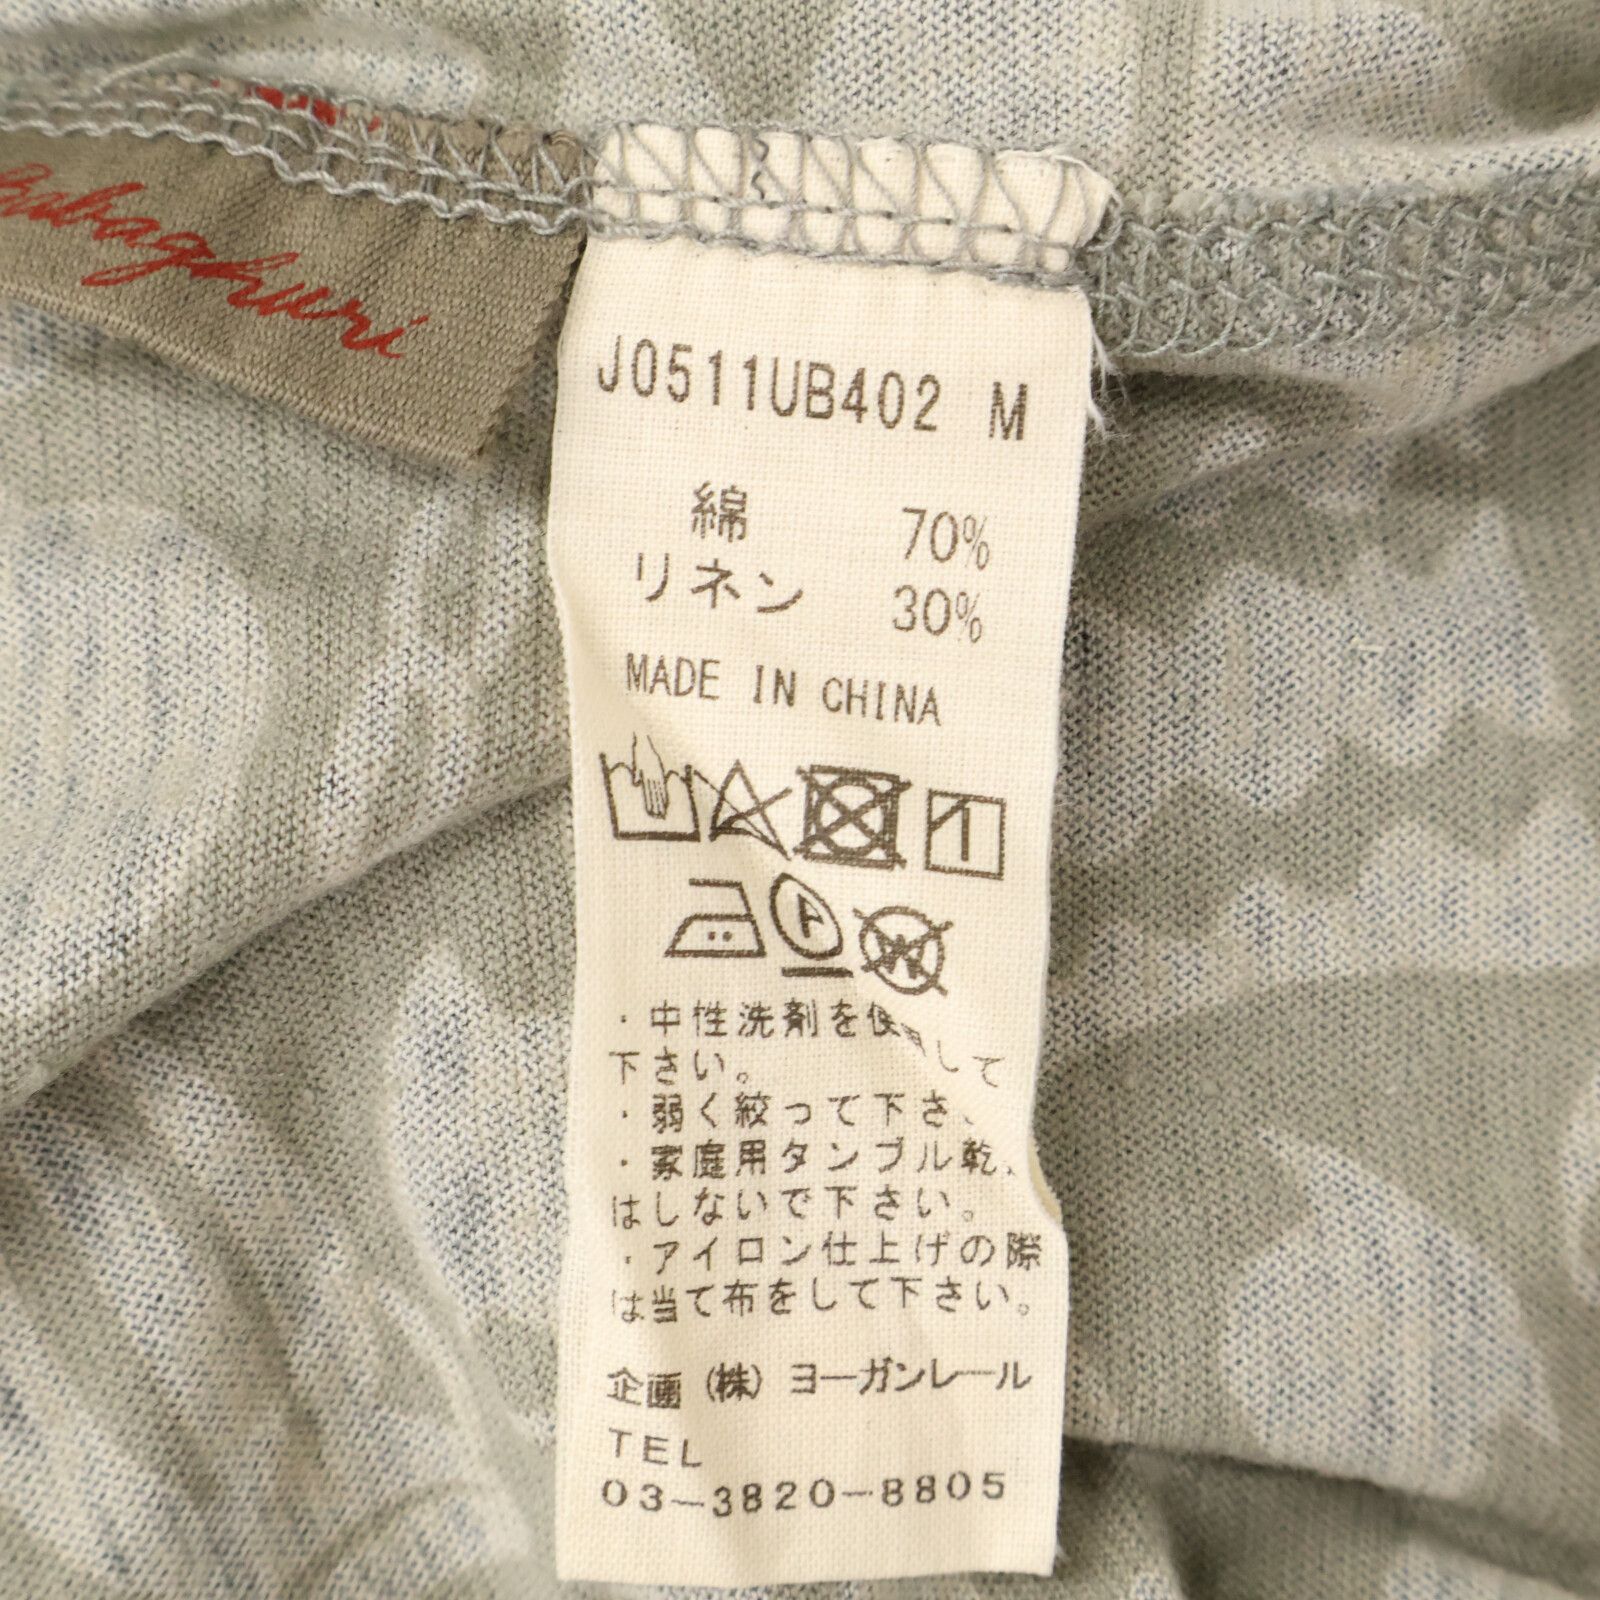 babaghuri
J0511UB402 M
綿 70%
リネン 30%
MADE IN CHINA
・中性洗剤を使 して
下さい。
・弱く絞って下さ
・家庭用タンブル乾
はしないで下さい。
・アイロン仕上げの際
は当て布をして下さい。
企画 (株) ヨーガンレール
TEL
03-3820-8805